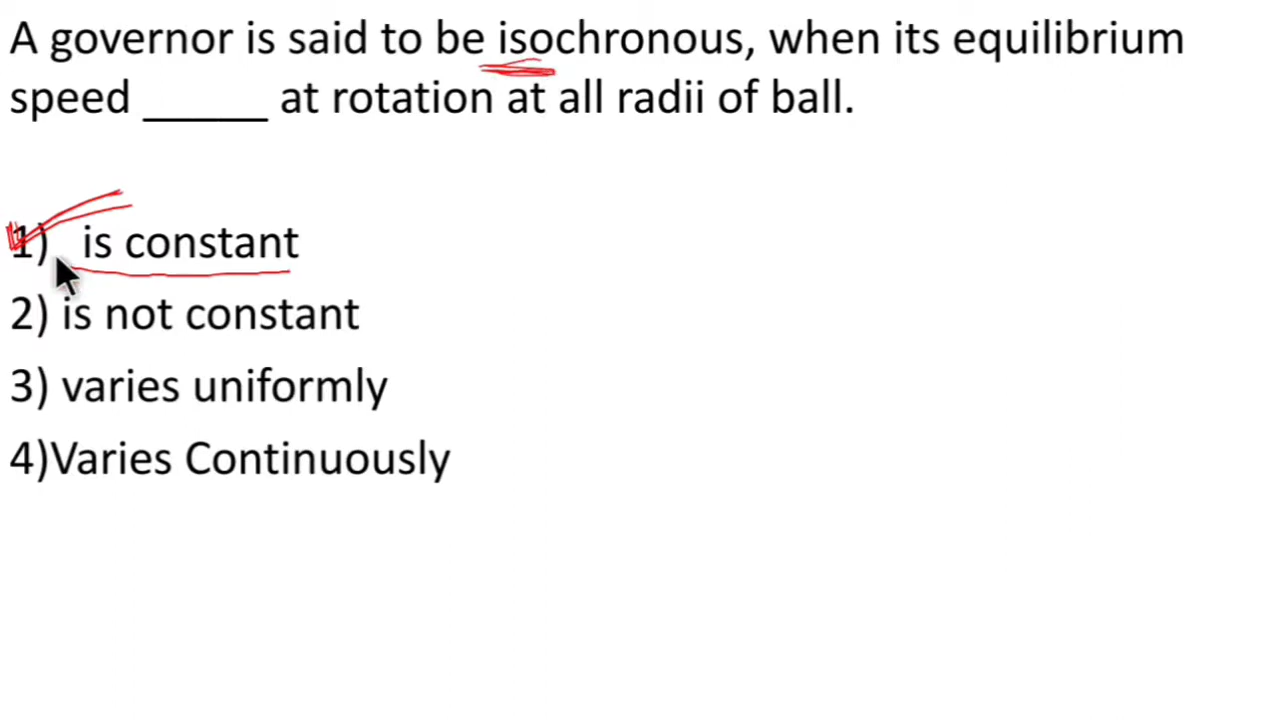 A governor is said to be isochronous, when its equilibrium
speed _____ at rotation at all radii of ball.
1) is constant
2) is not constant
3) varies uniformly
4)Varies Continuously